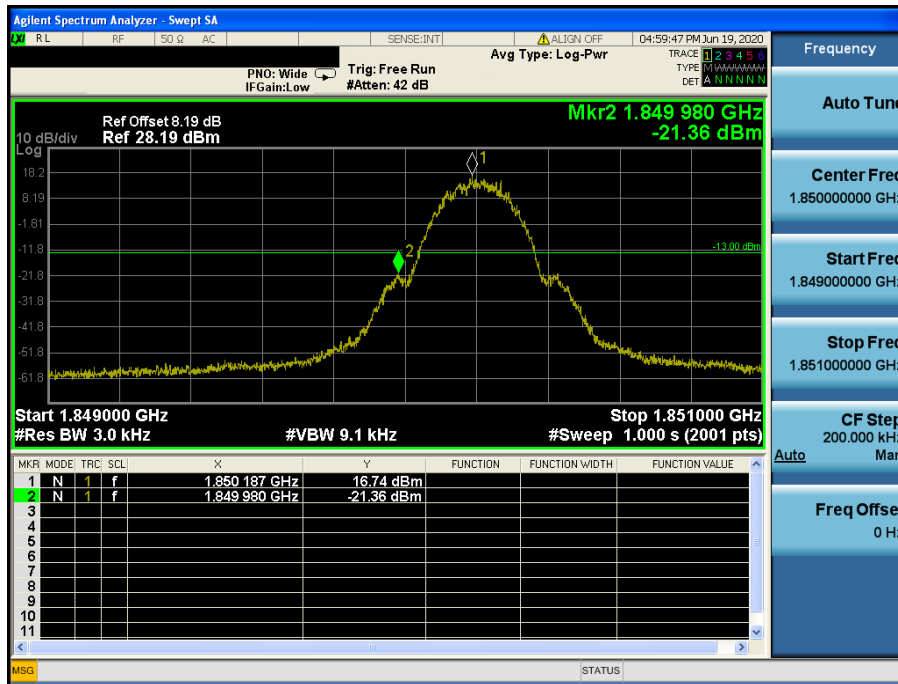 Agilent Spectrum Analyzer - Swept SA
LXI RL RF 50 Ω AC SENSE:INT ALIGN OFF 04:59:47 PM Jun 19, 2020
Frequency
PNO: Wide
IFGain:Low
Trig: Free Run
#Atten: 42 dB
Avg Type: Log-Pwr
TRACE 1 2 3 4 5 6
TYPE M WWWWW
DET A N N N N N
Auto Tune
Mkr2 1.849 980 GHz
-21.36 dBm
10 dB/div
Log
Ref Offset 8.19 dB
Ref 28.19 dBm
18.2
8.19
-1.81
-11.8
-21.8
-31.8
-41.8
-51.8
-61.8
1
2
-13.00 dBm
Center Freq
1.850000000 GHz
Start Freq
1.849000000 GHz
Stop Freq
1.851000000 GHz
Start 1.849000 GHz
Stop 1.851000 GHz
#Res BW 3.0 kHz
#VBW 9.1 kHz
#Sweep 1.000 s (2001 pts)
CF Step
200.000 kHz
Auto Man
MKR MODE TRC SCL X Y FUNCTION FUNCTION WIDTH FUNCTION VALUE
1 N 1 f 1.850 187 GHz 16.74 dBm
2 N 1 f 1.849 980 GHz -21.36 dBm
3
4
5
6
7
8
9
10
11
Freq Offset
0 Hz
MSG
STATUS